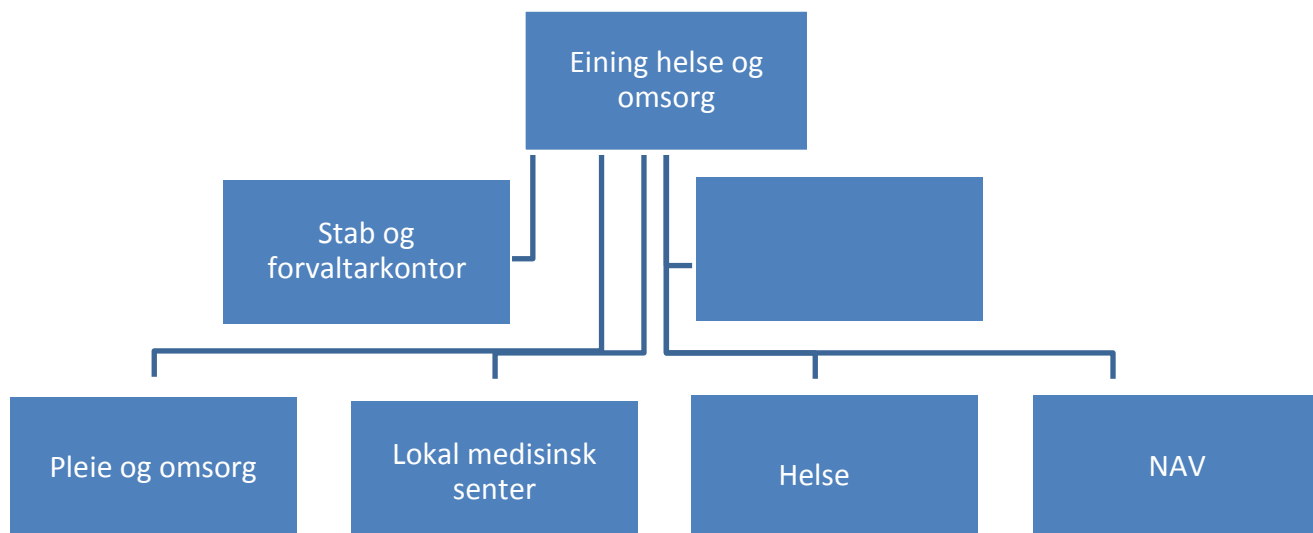 Eining helse og
omsorg
Stab og
forvaltarkontor
Pleie og omsorg
Lokal medisinsk
senter
Helse
NAV